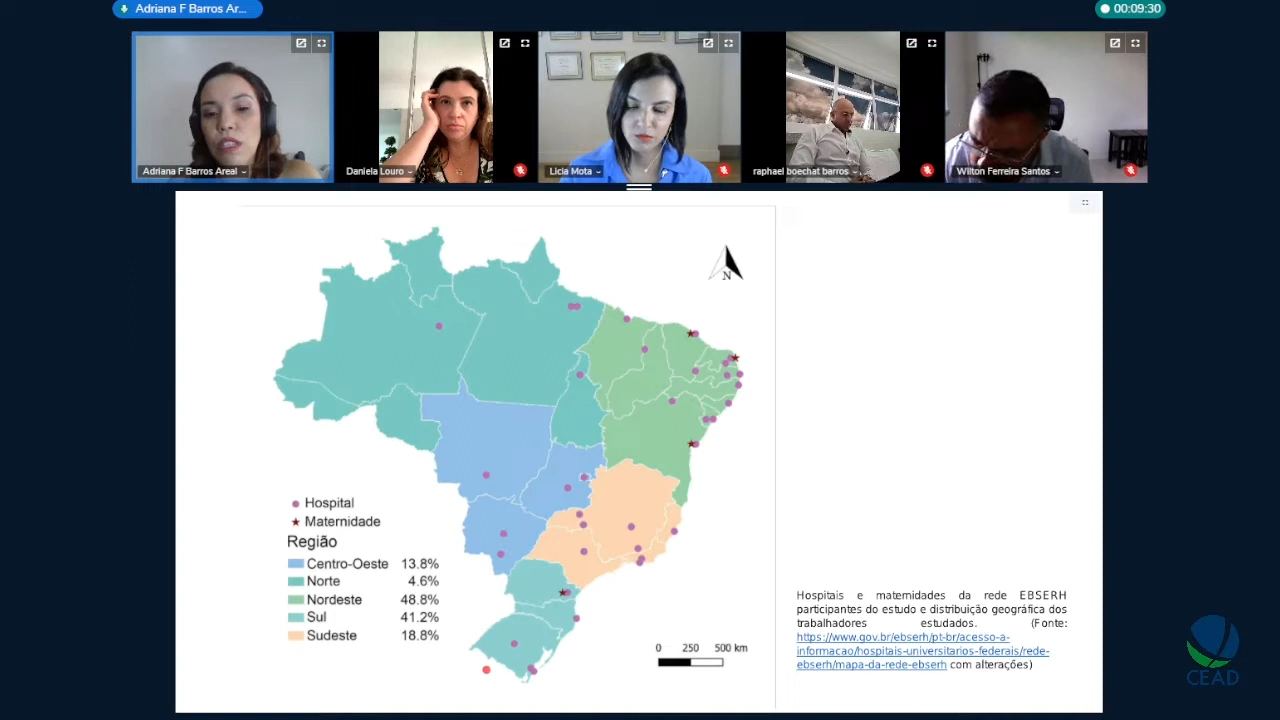 Adriana F Barros Ar...
00:09:30
Adriana F Barros Areal
Daniela Louro
Licia Mota
raphael boechat barros
Wilton Ferreira Santos
N
Hospital
Maternidade
Região
Centro-Oeste 13.8%
Norte 4.6%
Nordeste 48.8%
Sul 41.2%
Sudeste 18.8%
0 250 500 km
Hospitais e maternidades da rede EBSERH
participantes do estudo e distribuição geográfica dos
trabalhadores estudados. (Fonte:
https://www.gov.br/ebserh/pt-br/acesso-a-
informacao/hospitais-universitarios-federais/rede-
ebserh/mapa-da-rede-ebserh com alterações)
CEAD